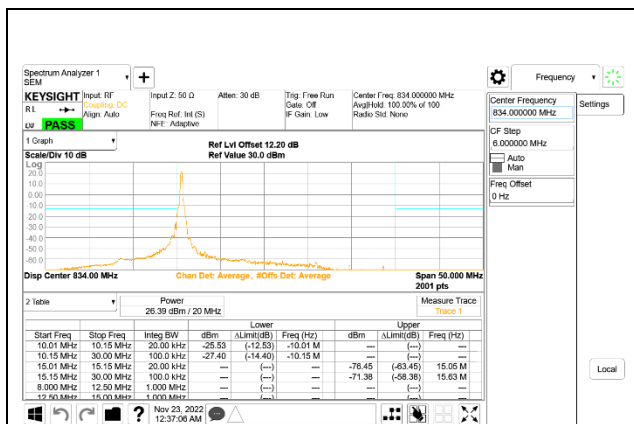 Spectrum Analyzer 1
SEM
Frequency
KEYSIGHT
Input: RF
Input Z: 50 Ω
Atten: 30 dB
Trig: Free Run
Center Freq: 834.000000 MHz
R L
Coupling: DC
Gate: Off
Avg|Hold: 100.00% of 100
Align: Auto
Freq Ref: Int (S)
IF Gain: Low
Radio Std: None
NFE: Adaptive
PASS
Center Frequency
834.000000 MHz
Settings
CF Step
6.000000 MHz
Auto
Man
Freq Offset
0 Hz
1 Graph
Ref Lvl Offset 12.20 dB
Scale/Div 10 dB
Ref Value 30.0 dBm
Log
20.0
10.0
0.00
-10.0
-20.0
-30.0
-40.0
-50.0
-60.0
Disp Center 834.00 MHz
Chan Det: Average , #Offs Det: Average
Span 50.000 MHz
2001 pts
2 Table
Power
26.39 dBm / 20 MHz
Measure Trace
Trace 1
Lower
Upper
Start Freq Stop Freq Integ BW dBm ΔLimit(dB) Freq (Hz) dBm ΔLimit(dB) Freq (Hz)
10.01 MHz 10.15 MHz 20.00 kHz -25.53 (-12.53) -10.01 M --- (---) ---
10.15 MHz 30.00 MHz 100.0 kHz -27.40 (-14.40) -10.15 M --- (---) ---
15.01 MHz 15.15 MHz 20.00 kHz --- (---) --- -76.45 (-63.45) 15.05 M
15.15 MHz 30.00 MHz 100.0 kHz --- (---) --- -71.38 (-58.38) 15.63 M
8.000 MHz 12.50 MHz 1.000 MHz --- (---) --- --- (---) ---
12.50 MHz 15.00 MHz 1.000 MHz --- (---) --- --- (---) ---
Local
Nov 23, 2022
12:37:06 AM